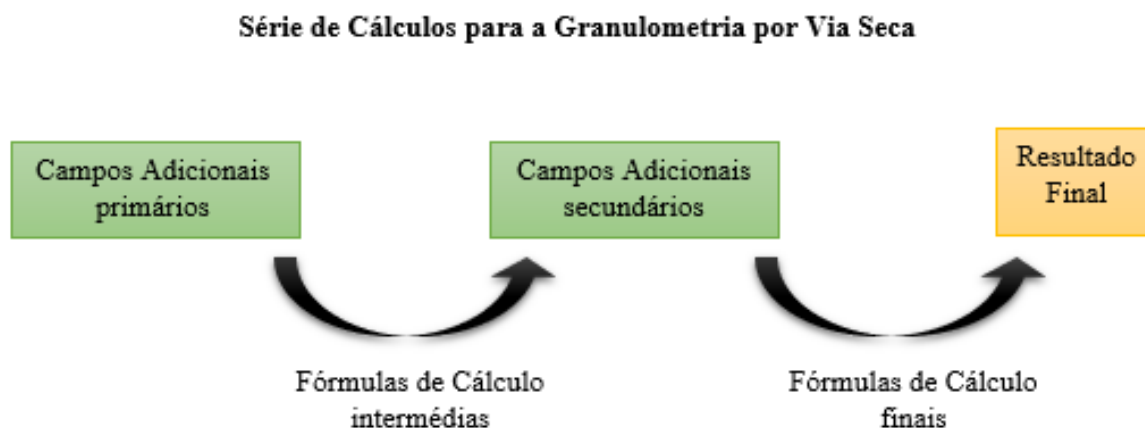 Série de Cálculos para a Granulometria por Via Seca
Campos Adicionais
primários
Campos Adicionais
secundários
Resultado
Final
Fórmulas de Cálculo
intermédias
Fórmulas de Cálculo
finais